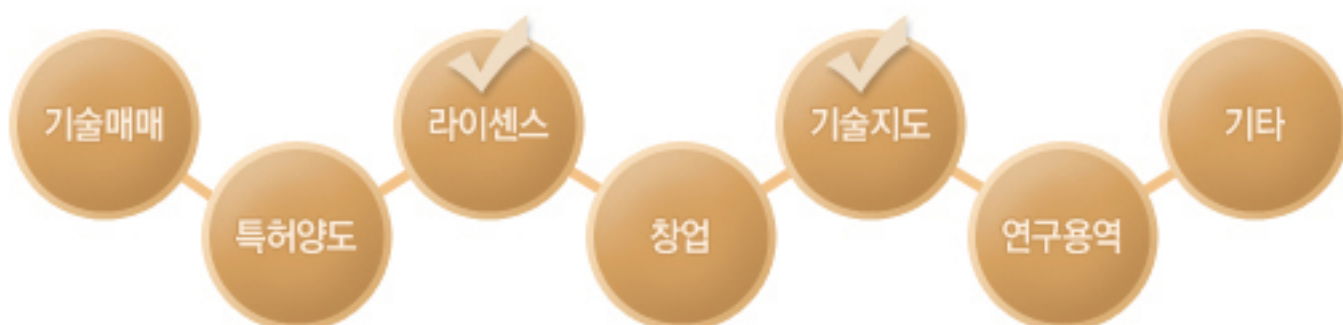 기술매매
특허양도
라이센스
창업
기술지도
연구용역
기타